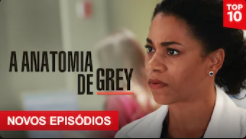 TOP
10
A ANATOMIA
DE GREY
NOVOS EPISÓDIOS